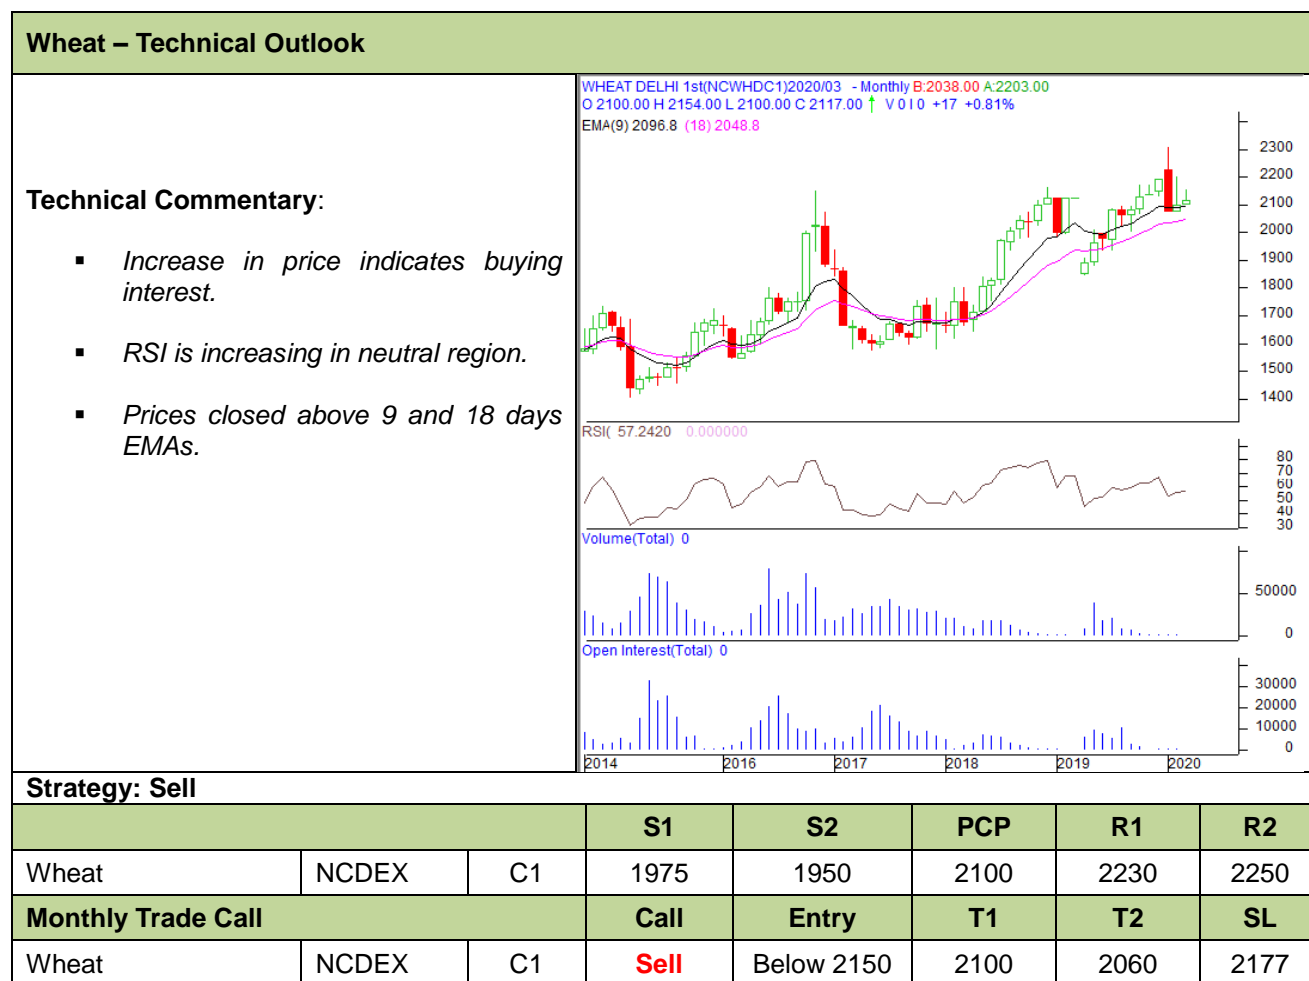 Wheat – Technical Outlook
Technical Commentary:
▪ Increase in price indicates buying
interest.
▪ RSI is increasing in neutral region.
▪ Prices closed above 9 and 18 days
EMAs.
WHEAT DELHI 1st(NCWHDC1)2020/03 - Monthly B:2038.00 A:2203.00
O 2100.00 H 2154.00 L 2100.00 C 2117.00 ↑ V 0 I 0 +17 +0.81%
EMA(9) 2096.8 (18) 2048.8
2300
2200
2100
2000
1900
1800
1700
1600
1500
1400
RSI( 57.2420 0.000000
80
70
60
50
40
30
Volume(Total) 0
50000
0
Open Interest(Total) 0
30000
20000
10000
0
2014 2016 2017 2018 2019 2020
Strategy: Sell
S1 S2 PCP R1 R2
Wheat NCDEX C1 1975 1950 2100 2230 2250
Monthly Trade Call Call Entry T1 T2 SL
Wheat NCDEX C1 Sell Below 2150 2100 2060 2177